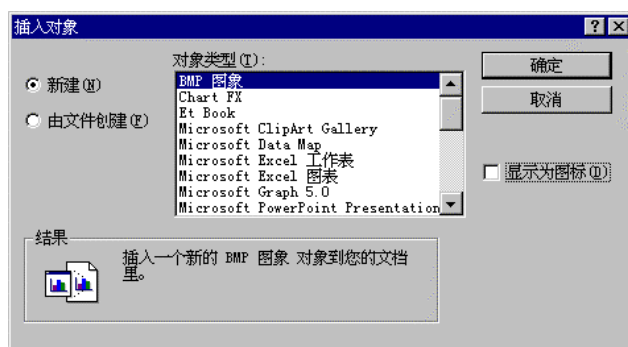 插入对象
新建(N)
由文件创建(F)
对象类型(T):
BMP 图象
Chart FX
Et Book
Microsoft ClipArt Gallery
Microsoft Data Map
Microsoft Excel 工作表
Microsoft Excel 图表
Microsoft Graph 5.0
Microsoft PowerPoint Presentation
确定
取消
显示为图标(D)
结果
插入一个新的 BMP 图象 对象到您的文档
里。